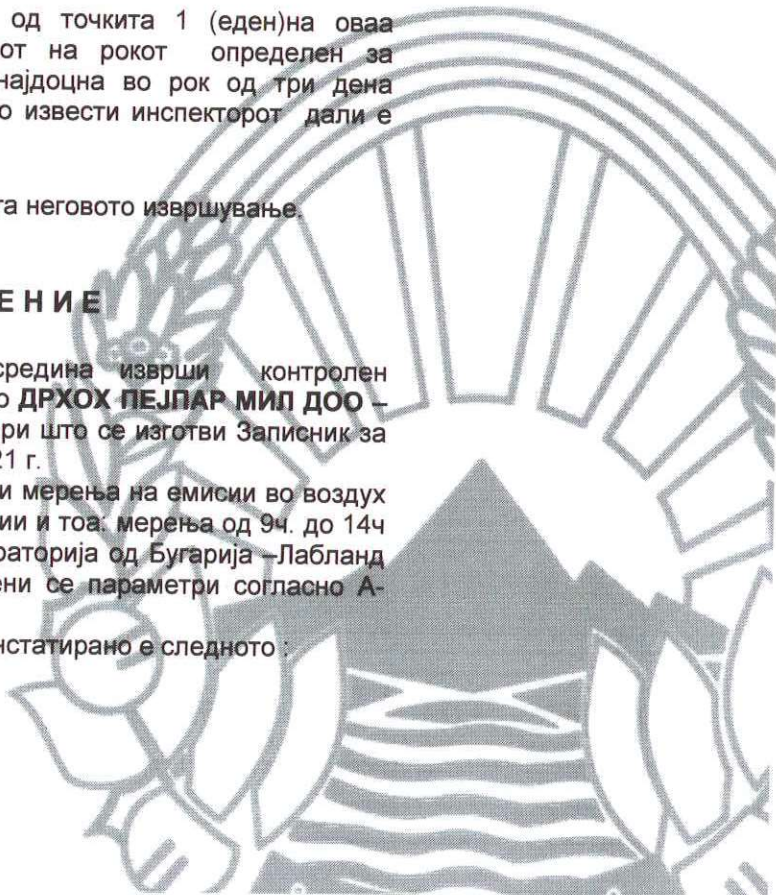 од точкита 1 (еден)на оваа
от на рокот определен за
најдоцна во рок од три дена
о извести инспекторот дали е
та неговото извршување.
Е Н И Е
средина изврши контролен
о ДРХОХ ПЕЈПАР МИЛ ДОО –
ри што се изготви Записник за
21 г.
и мерења на емисии во воздух
ии и тоа: мерења од 9ч. до 14ч
раторија од Бугарија –Лабланд
ени се параметри согласно А-
нстатирано е следното :